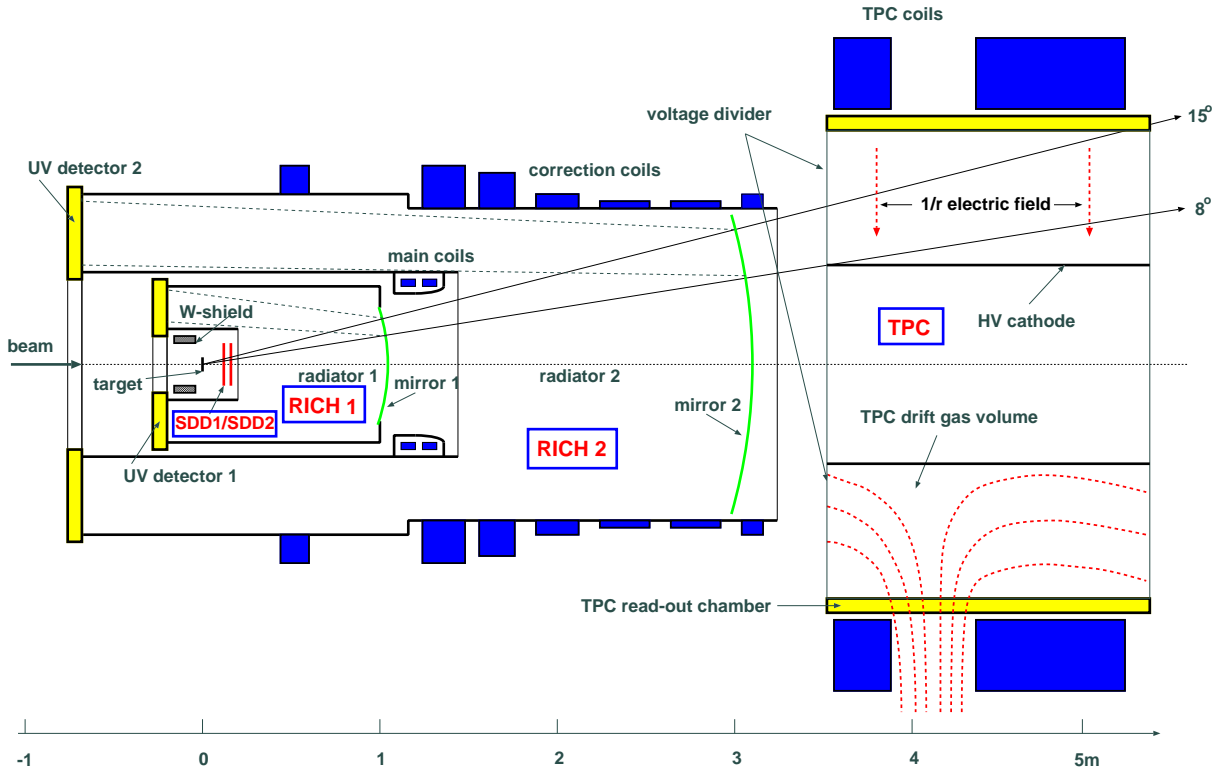 TPC coils
15°
voltage divider
UV detector 2
correction coils
1/r electric field
8°
main coils
W-shield
TPC
HV cathode
beam
target
radiator 1
mirror 1
radiator 2
mirror 2
SDD1/SDD2
RICH 1
TPC drift gas volume
RICH 2
UV detector 1
TPC read-out chamber
-1
0
1
2
3
4
5m